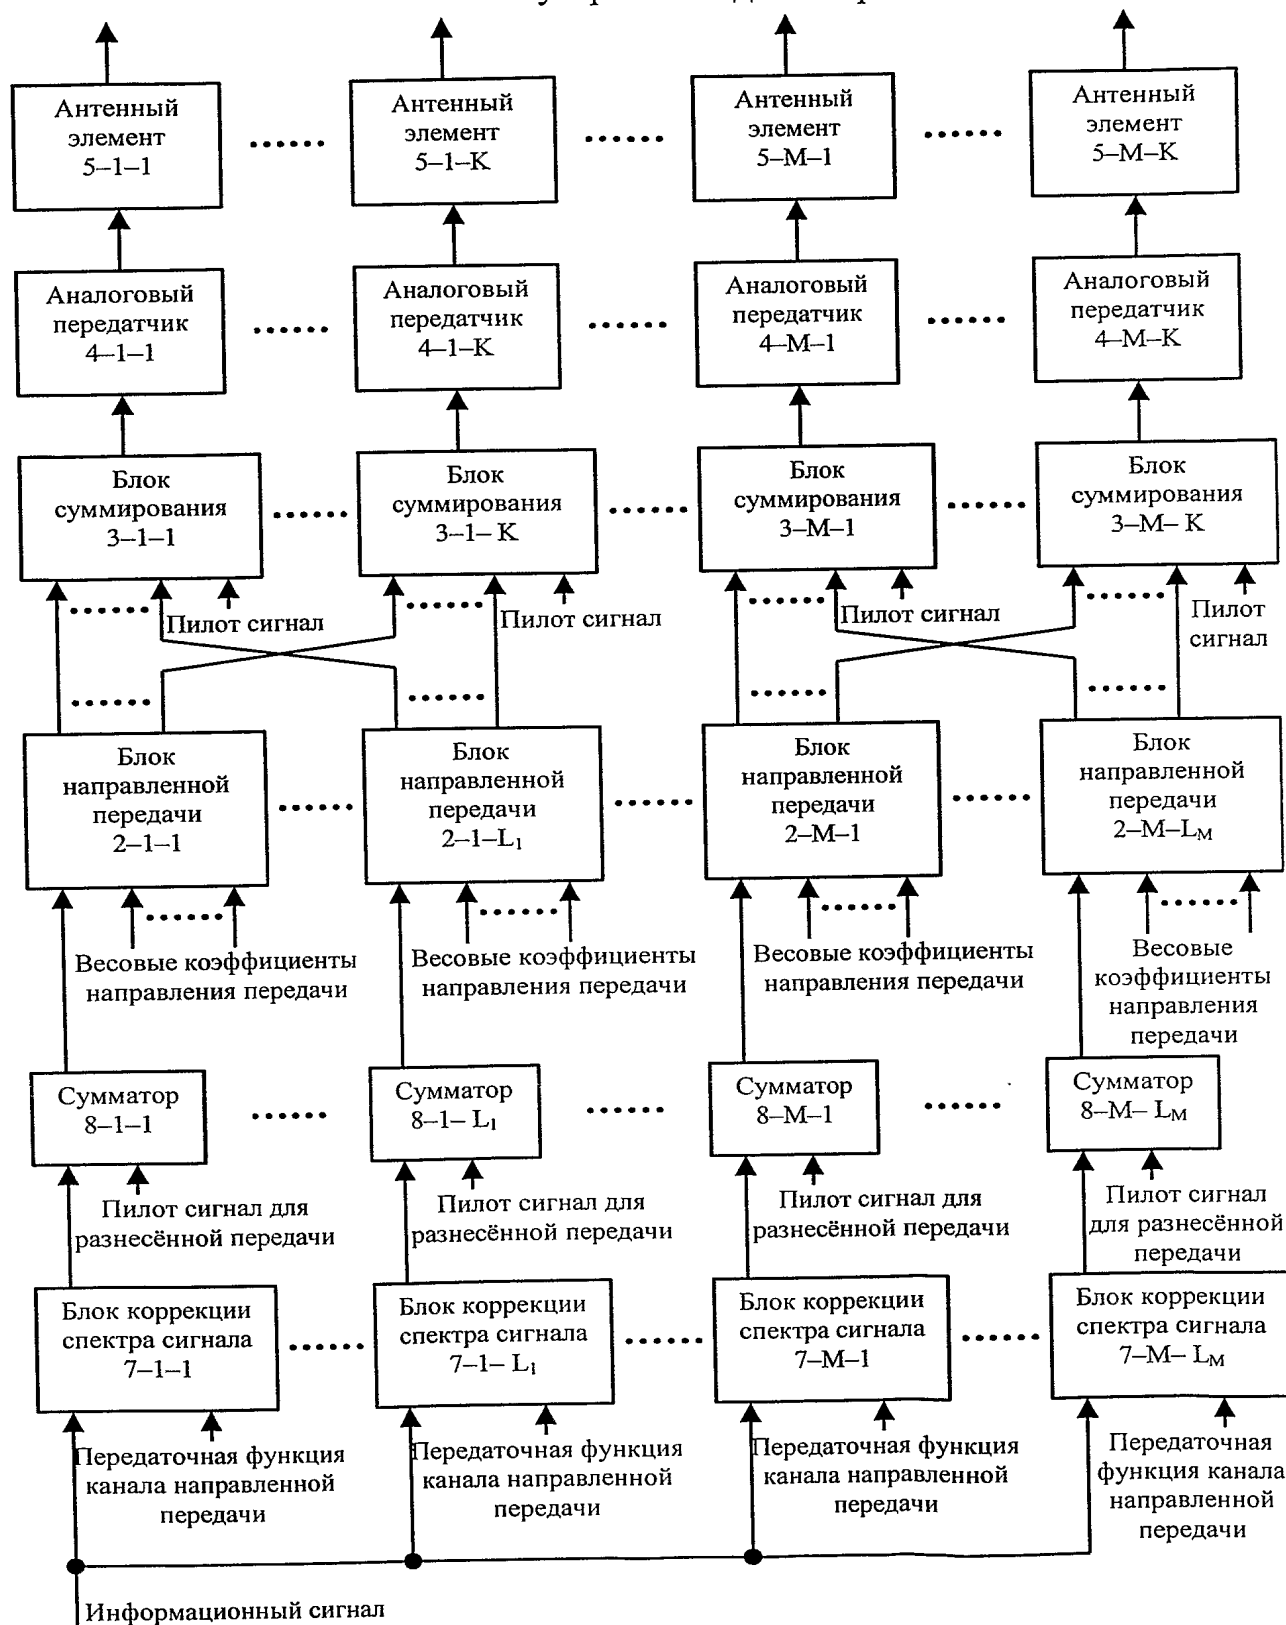 Антенный
элемент
5–1–1
Антенный
элемент
5–1–K
Антенный
элемент
5–M–1
Антенный
элемент
5–M–K
Аналоговый
передатчик
4–1–1
Аналоговый
передатчик
4–1–K
Аналоговый
передатчик
4–M–1
Аналоговый
передатчик
4–M–K
Блок
суммирования
3–1–1
Блок
суммирования
3–1– K
Блок
суммирования
3–M–1
Блок
суммирования
3–M– K
Пилот сигнал
Пилот сигнал
Пилот сигнал
Пилот
сигнал
Блок
направленной
передачи
2–1–1
Блок
направленной
передачи
2–1–L1
Блок
направленной
передачи
2–M–1
Блок
направленной
передачи
2–M–LM
Весовые коэффициенты
направления передачи
Весовые коэффициенты
направления передачи
Весовые коэффициенты
направления передачи
Весовые
коэффициенты
направления
передачи
Сумматор
8–1–1
Сумматор
8–1– L1
Сумматор
8–M–1
Сумматор
8–M– LM
Пилот сигнал для
разнесённой передачи
Пилот сигнал для
разнесённой передачи
Пилот сигнал для
разнесённой передачи
Пилот сигнал
для разнесённой
передачи
Блок коррекции
спектра сигнала
7–1–1
Блок коррекции
спектра сигнала
7–1– L1
Блок коррекции
спектра сигнала
7–M–1
Блок коррекции
спектра сигнала
7–M– LM
Передаточная функция
канала направленной
передачи
Передаточная функция
канала направленной
передачи
Передаточная функция
канала направленной
передачи
Передаточная
функция канала
направленной
передачи
Информационный сигнал